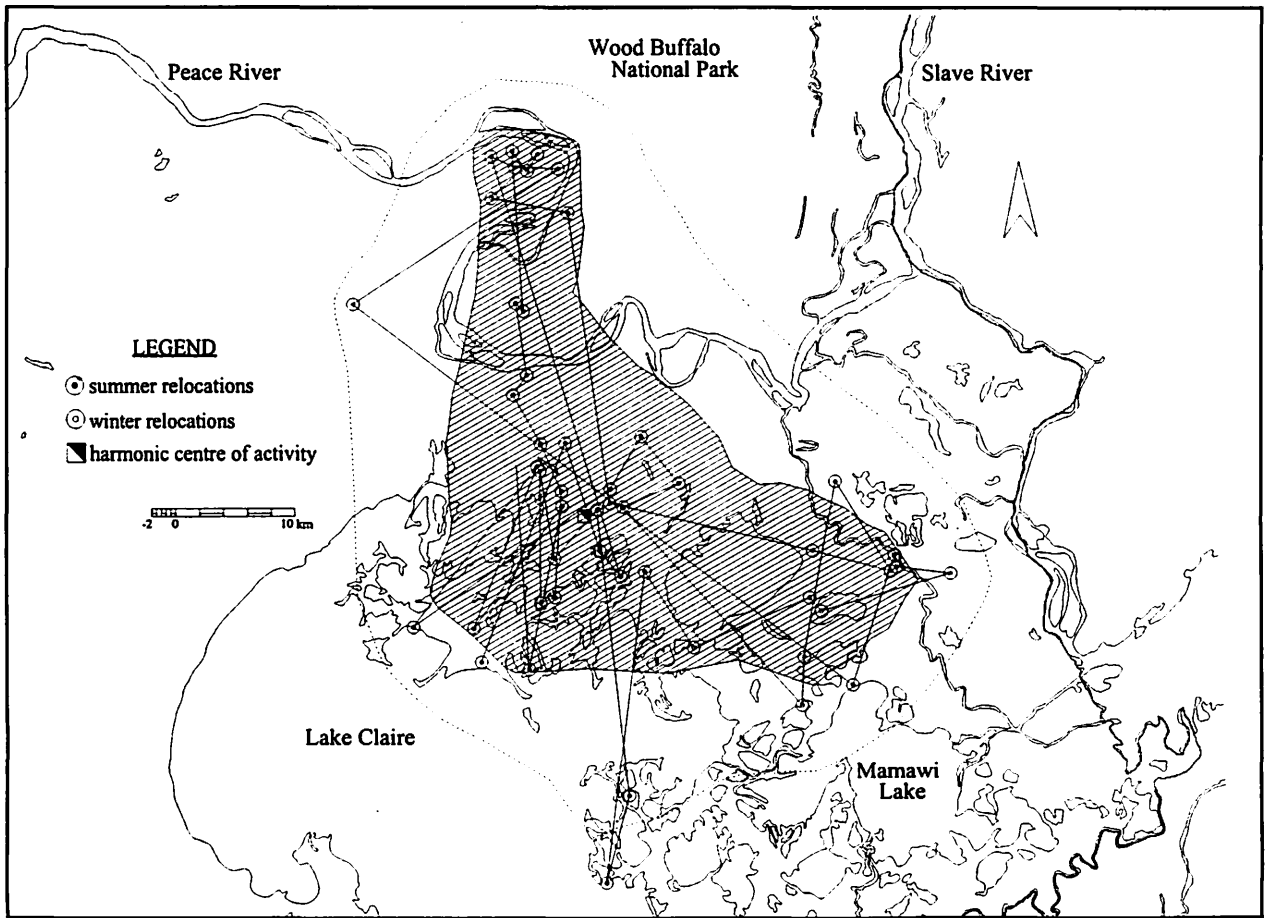 Wood Buffalo
National Park
Peace River
Slave River
LEGEND
summer relocations
winter relocations
harmonic centre of activity
-2 0 10 km
Lake Claire
Mamawi
Lake